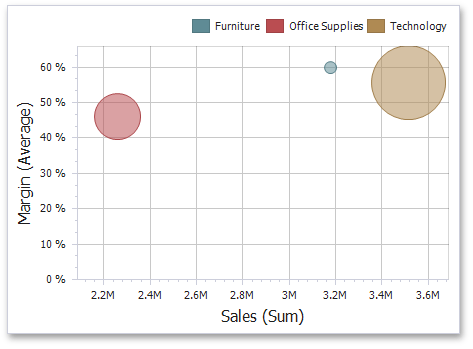 Furniture Office Supplies Technology
60 %
50 %
40 %
30 %
20 %
10 %
0 %
Margin (Average)
2.2M 2.4M 2.6M 2.8M 3M 3.2M 3.4M 3.6M
Sales (Sum)